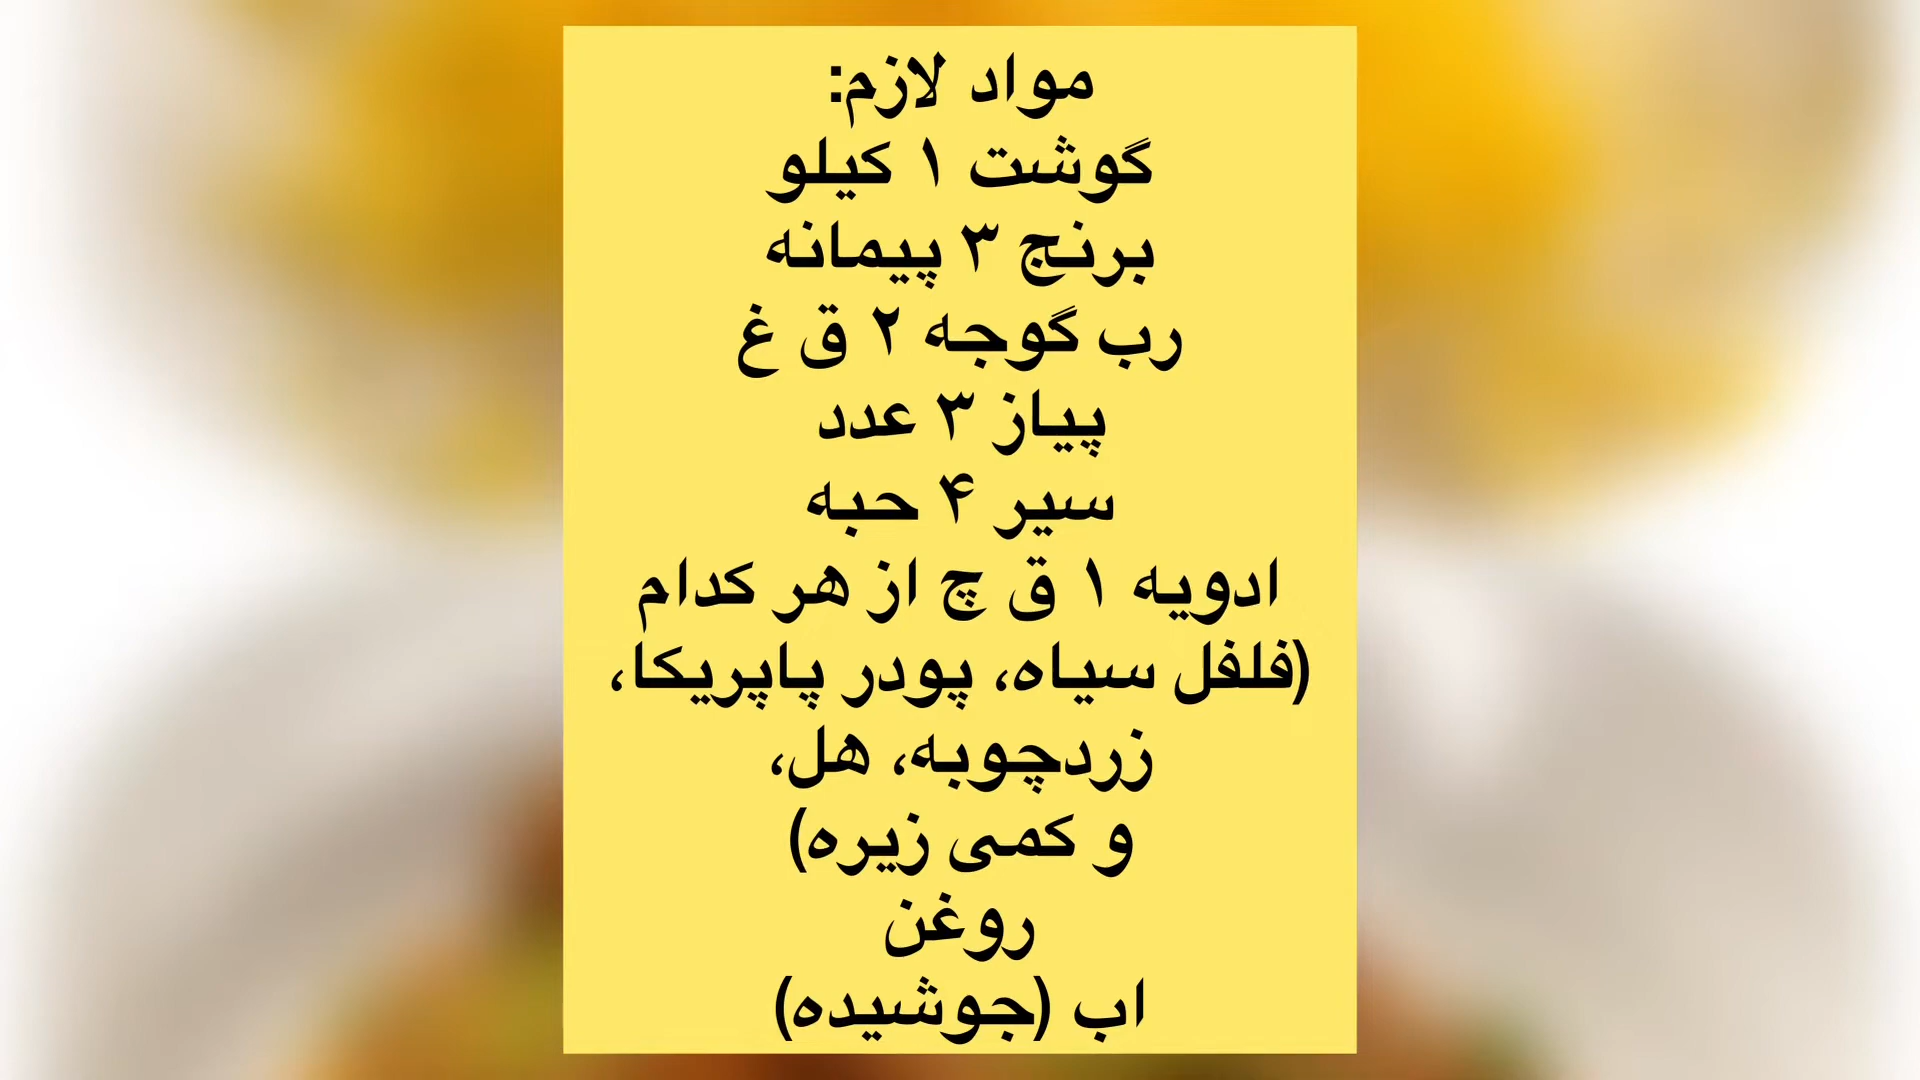 مواد لازم:
گوشت ۱ کیلو
برنج ۳ پیمانه
رب گوجه ۲ ق غ
پیاز ۳ عدد
سیر ۴ حبه
ادویه ۱ ق چ از هر کدام
(فلفل سیاه، پودر پاپریکا،
زردچوبه، هل،
و کمی زیره)
روغن
اب (جوشیده)